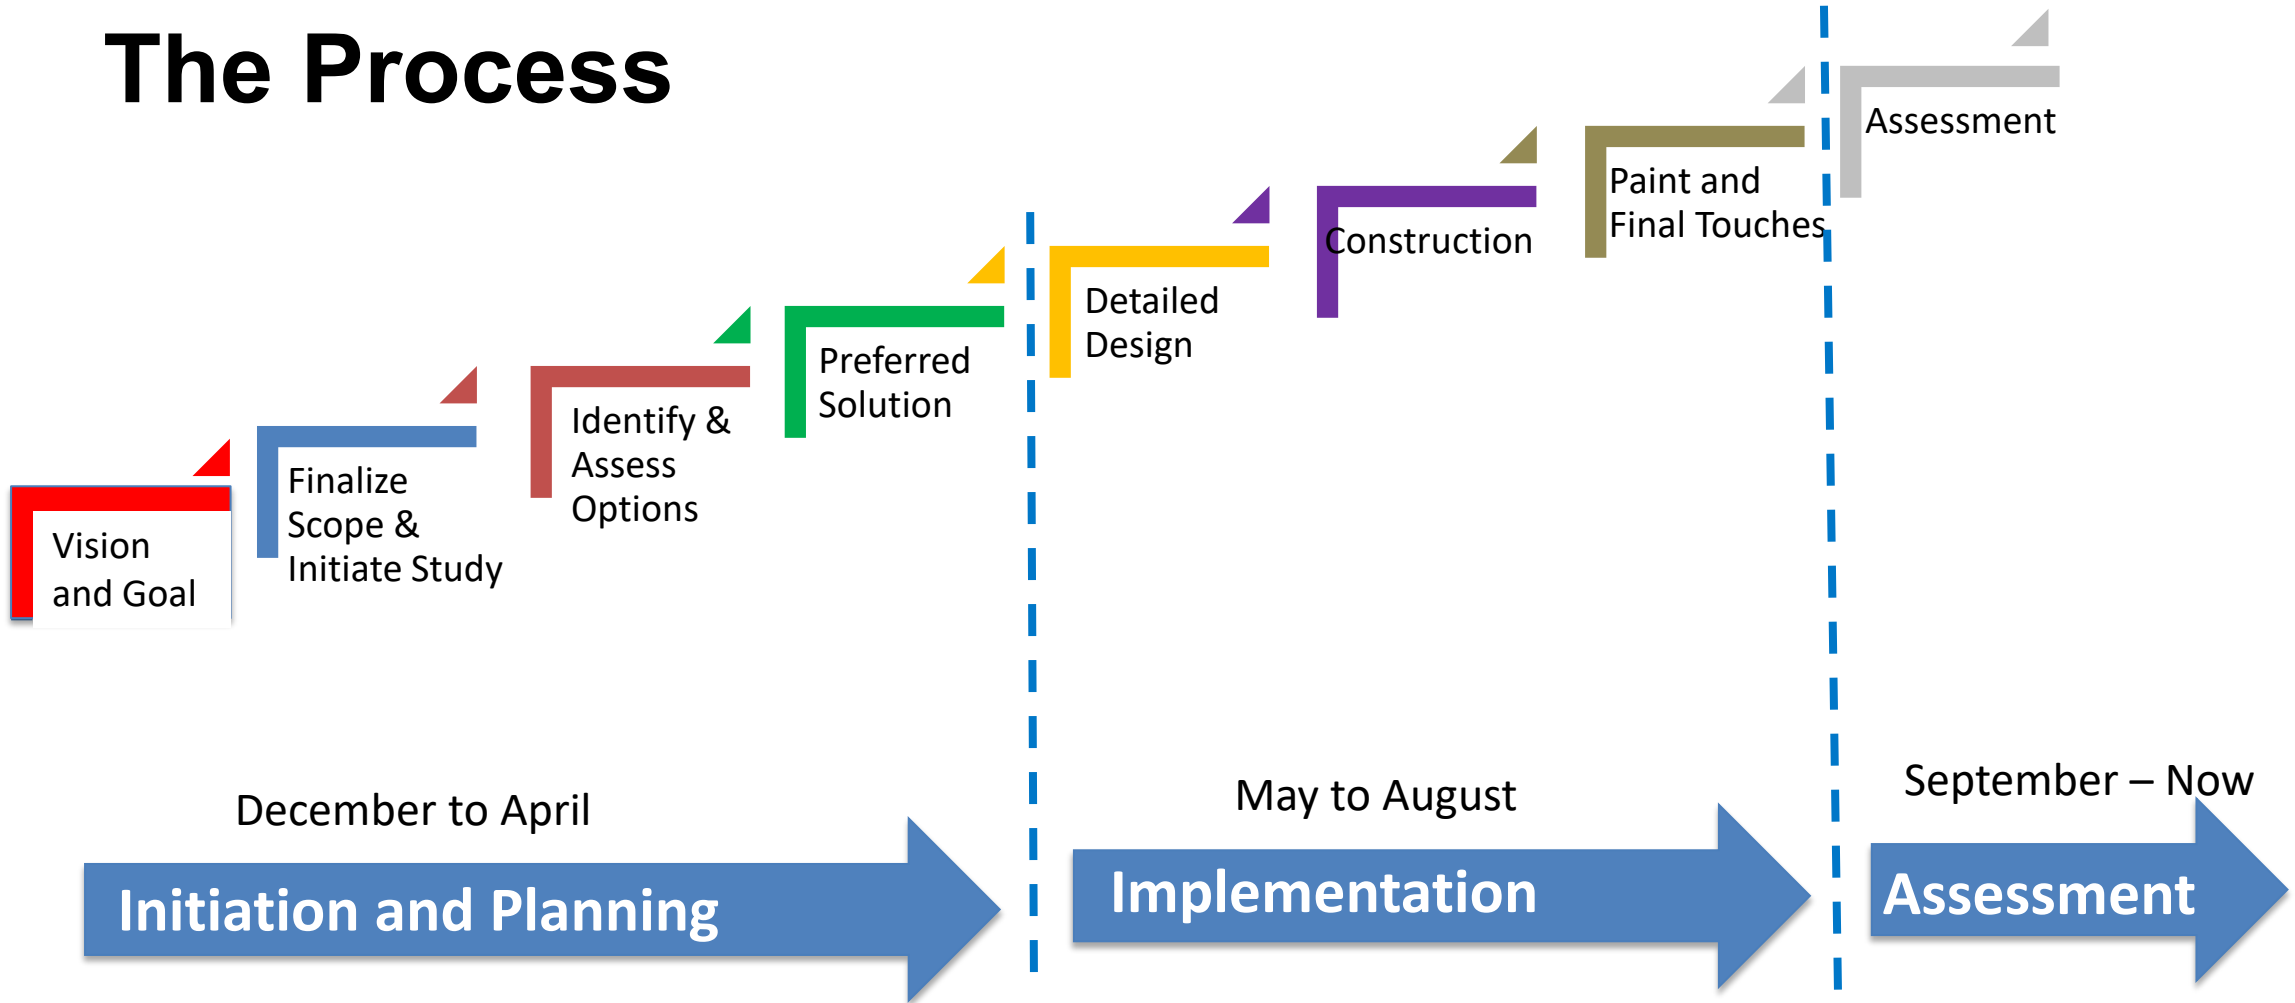 The Process
Vision
and Goal
Finalize
Scope &
Initiate Study
Identify &
Assess
Options
Preferred
Solution
Detailed
Design
Construction
Paint and
Final Touches
Assessment
December to April
May to August
September – Now
Initiation and Planning
Implementation
Assessment